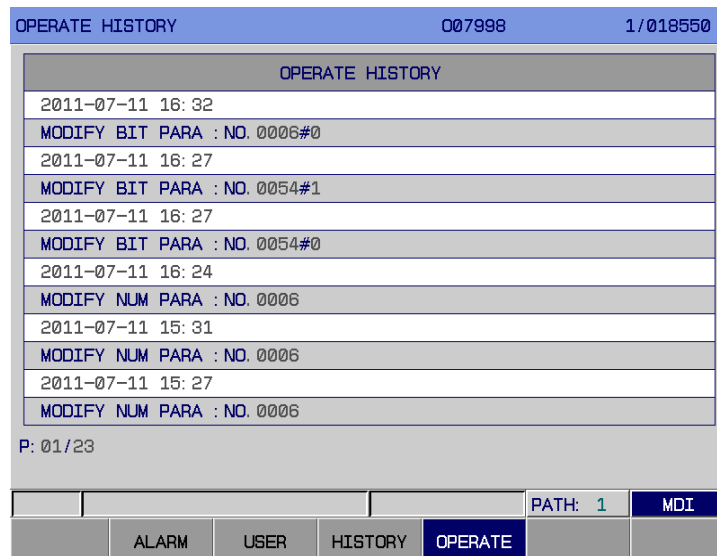 OPERATE HISTORY O07998 1/018550
OPERATE HISTORY
2011-07-11 16:32
MODIFY BIT PARA : NO. 0006#0
2011-07-11 16:27
MODIFY BIT PARA : NO. 0054#1
2011-07-11 16:27
MODIFY BIT PARA : NO. 0054#0
2011-07-11 16:24
MODIFY NUM PARA : NO. 0006
2011-07-11 15:31
MODIFY NUM PARA : NO. 0006
2011-07-11 15:27
MODIFY NUM PARA : NO. 0006
P: 01/23
PATH: 1 MDI
ALARM USER HISTORY OPERATE